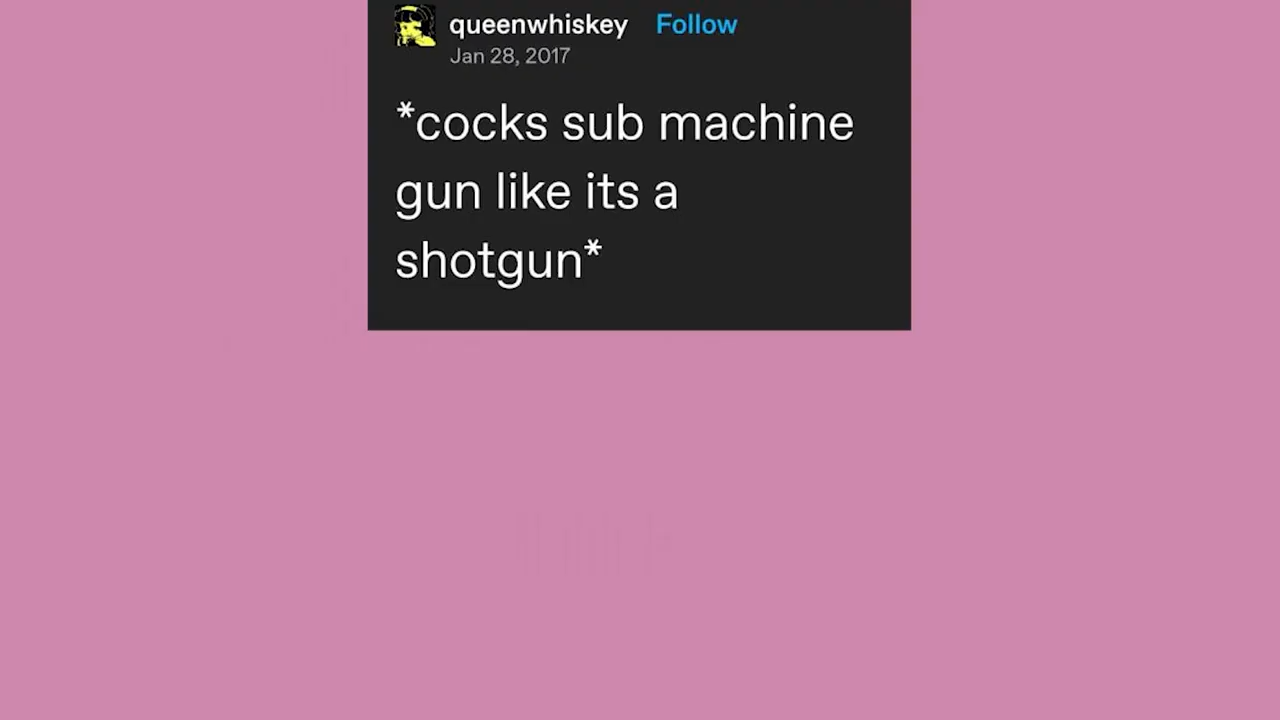 queenwhiskey Follow
Jan 28, 2017
*cocks sub machine
gun like its a
shotgun*